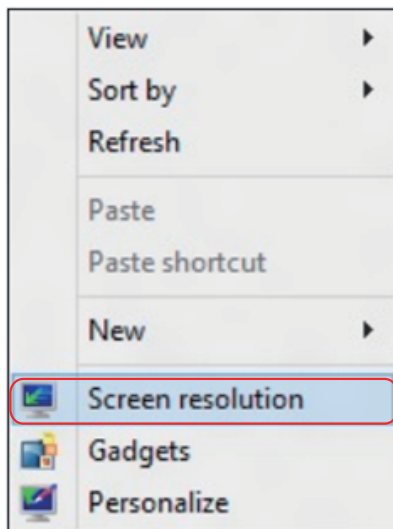 View
Sort by
Refresh
Paste
Paste shortcut
New
Screen resolution
Gadgets
Personalize